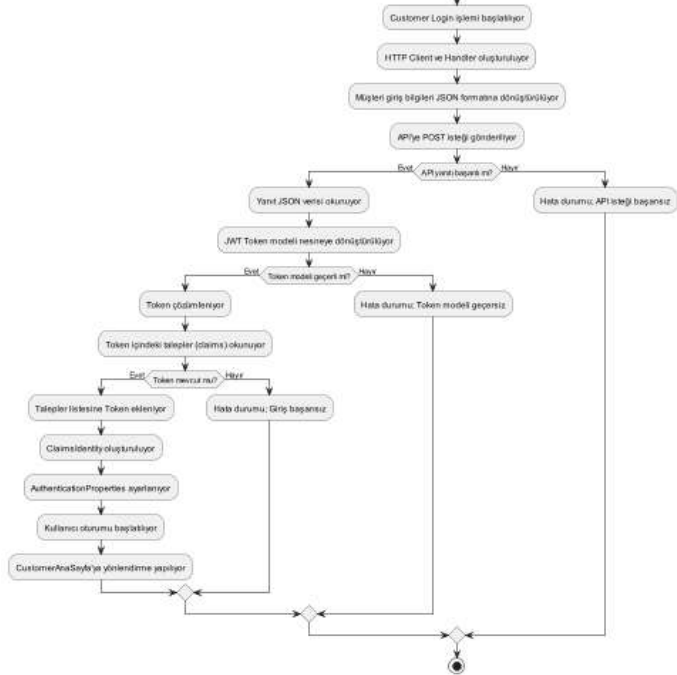 Customer Login işlemi başlatılıyor
HTTP Client ve Handler oluşturuluyor
Müşteri giriş bilgileri JSON formatına dönüştürülüyor
API'ye POST isteği gönderiliyor
Evet
API yanıtı başarılı mı?
Hayır
Yanıt JSON verisi okunuyor
Hata durumu: API isteği başarısız
JWT Token modeli nesneye dönüştürülüyor
Evet
Token modeli geçerli mi?
Hayır
Token çözümleniyor
Hata durumu: Token modeli geçersiz
Token içindeki talepler (claims) okunuyor
Evet
Token mevcut mu?
Hayır
Talepler listesine Token ekleniyor
Hata durumu: Giriş başarısız
ClaimsIdentity oluşturuluyor
AuthenticationProperties ayarlanıyor
Kullanıcı oturumu başlatılıyor
CustomerAnaSayfa'ya yönlendirme yapılıyor